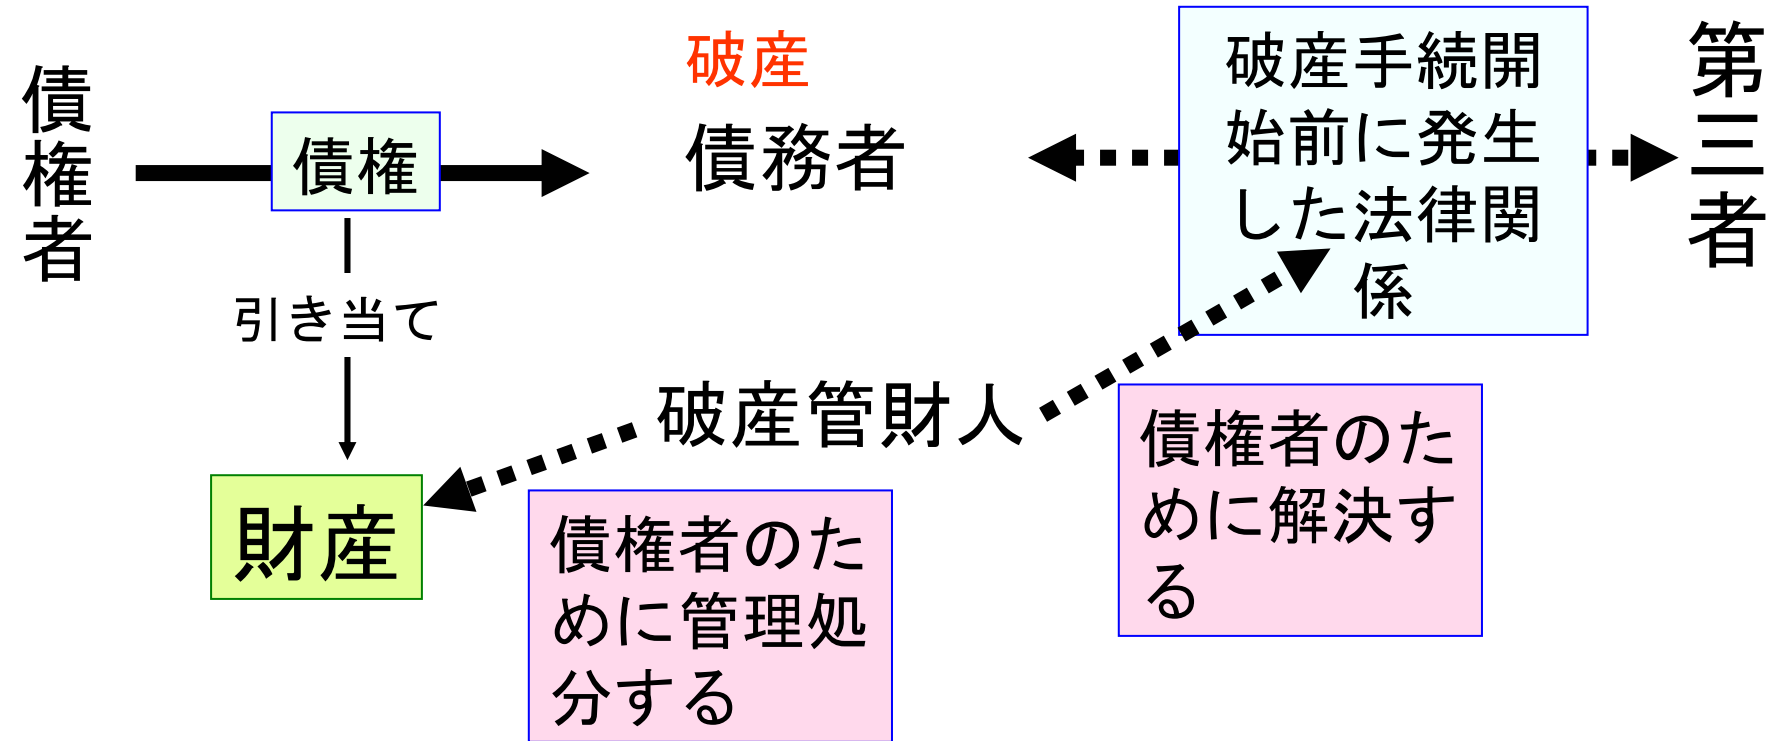 債権者
債権
破産
債務者
破産手続開
始前に発生
した法律関
係
第三者
引き当て
破産管財人
財産
債権者のた
めに管理処
分する
債権者のた
めに解決す
る